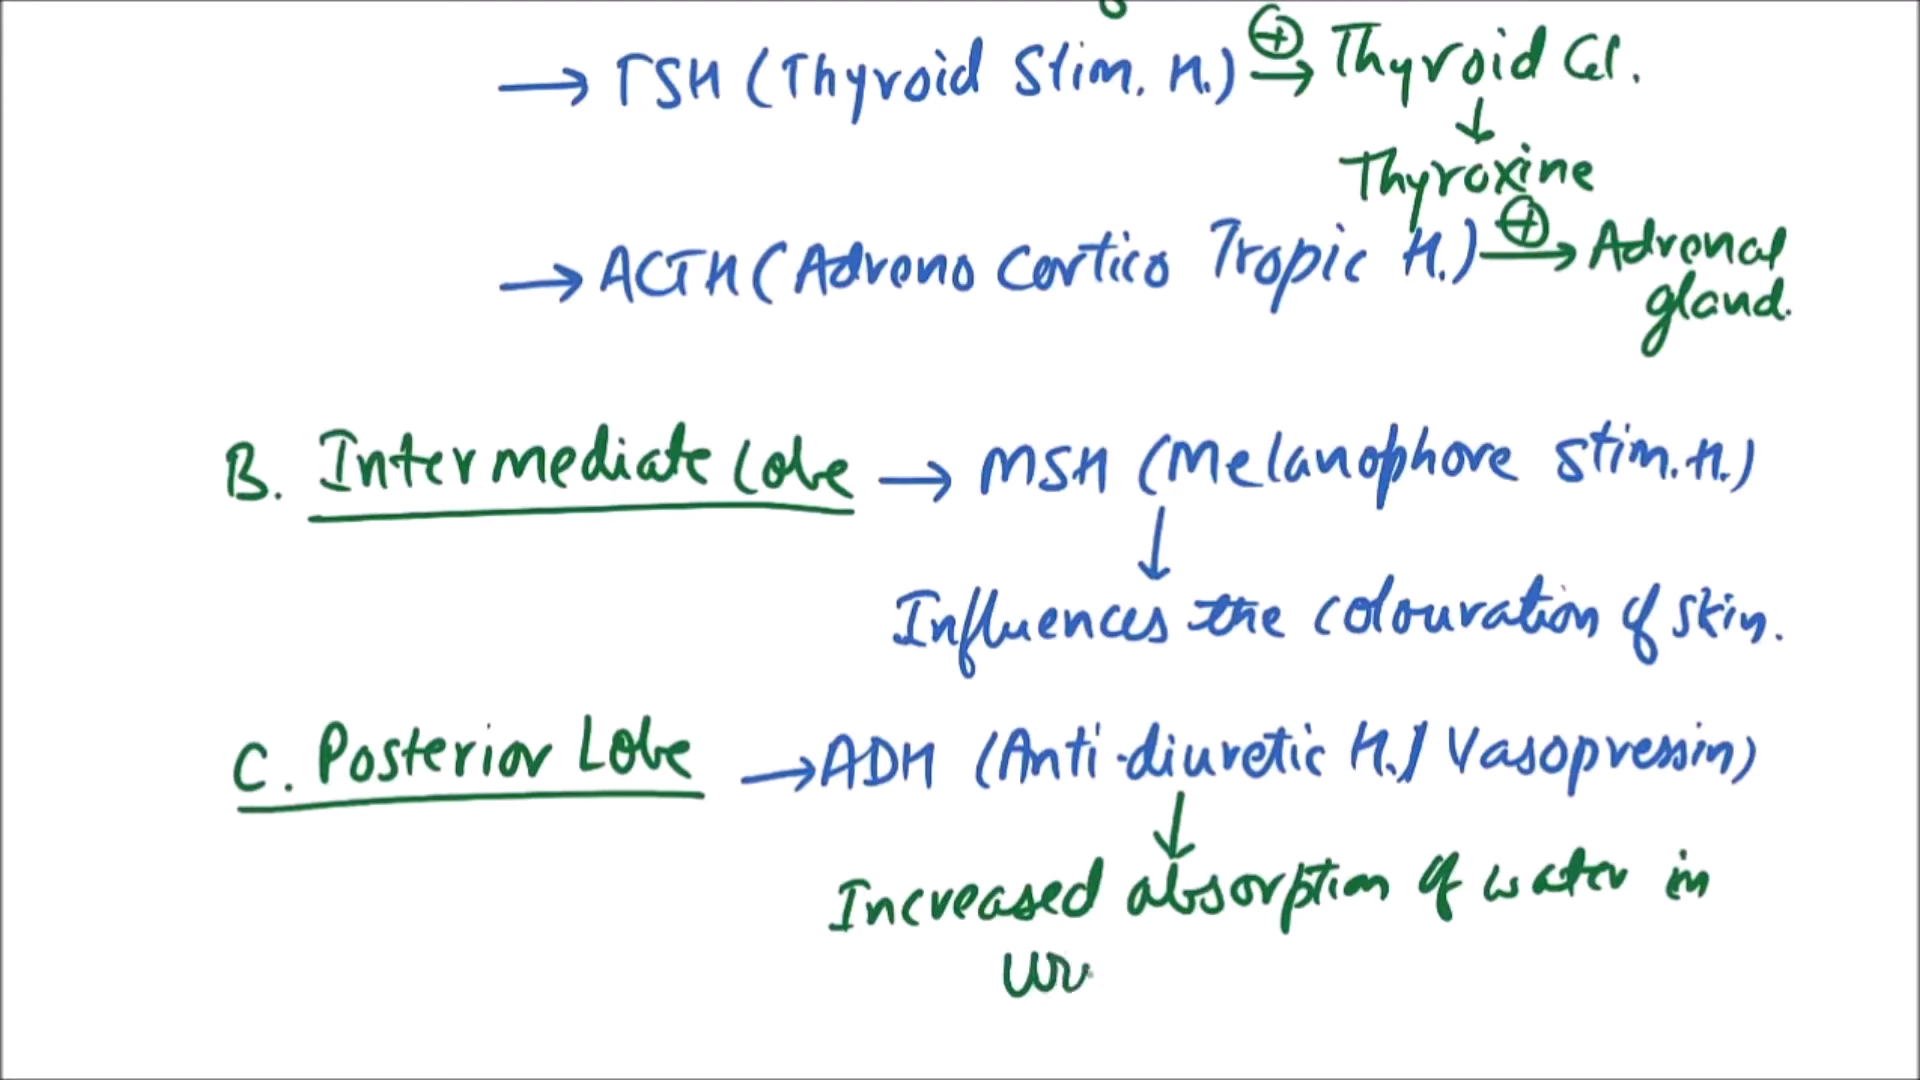 → TSH (Thyroid Stim. H.) ⊕→ Thyroid Gl.
↓
Thyroxine
→ ACTH (Adreno Cortico Tropic H.) ⊕→ Adrenal
gland.
B. Intermediate Lobe → MSH (Melanophore Stim. H.)
↓
Influences the colouration of skin.
C. Posterior Lobe → ADH (Anti-diuretic H./ Vasopressin)
↓
Increased absorption of water in